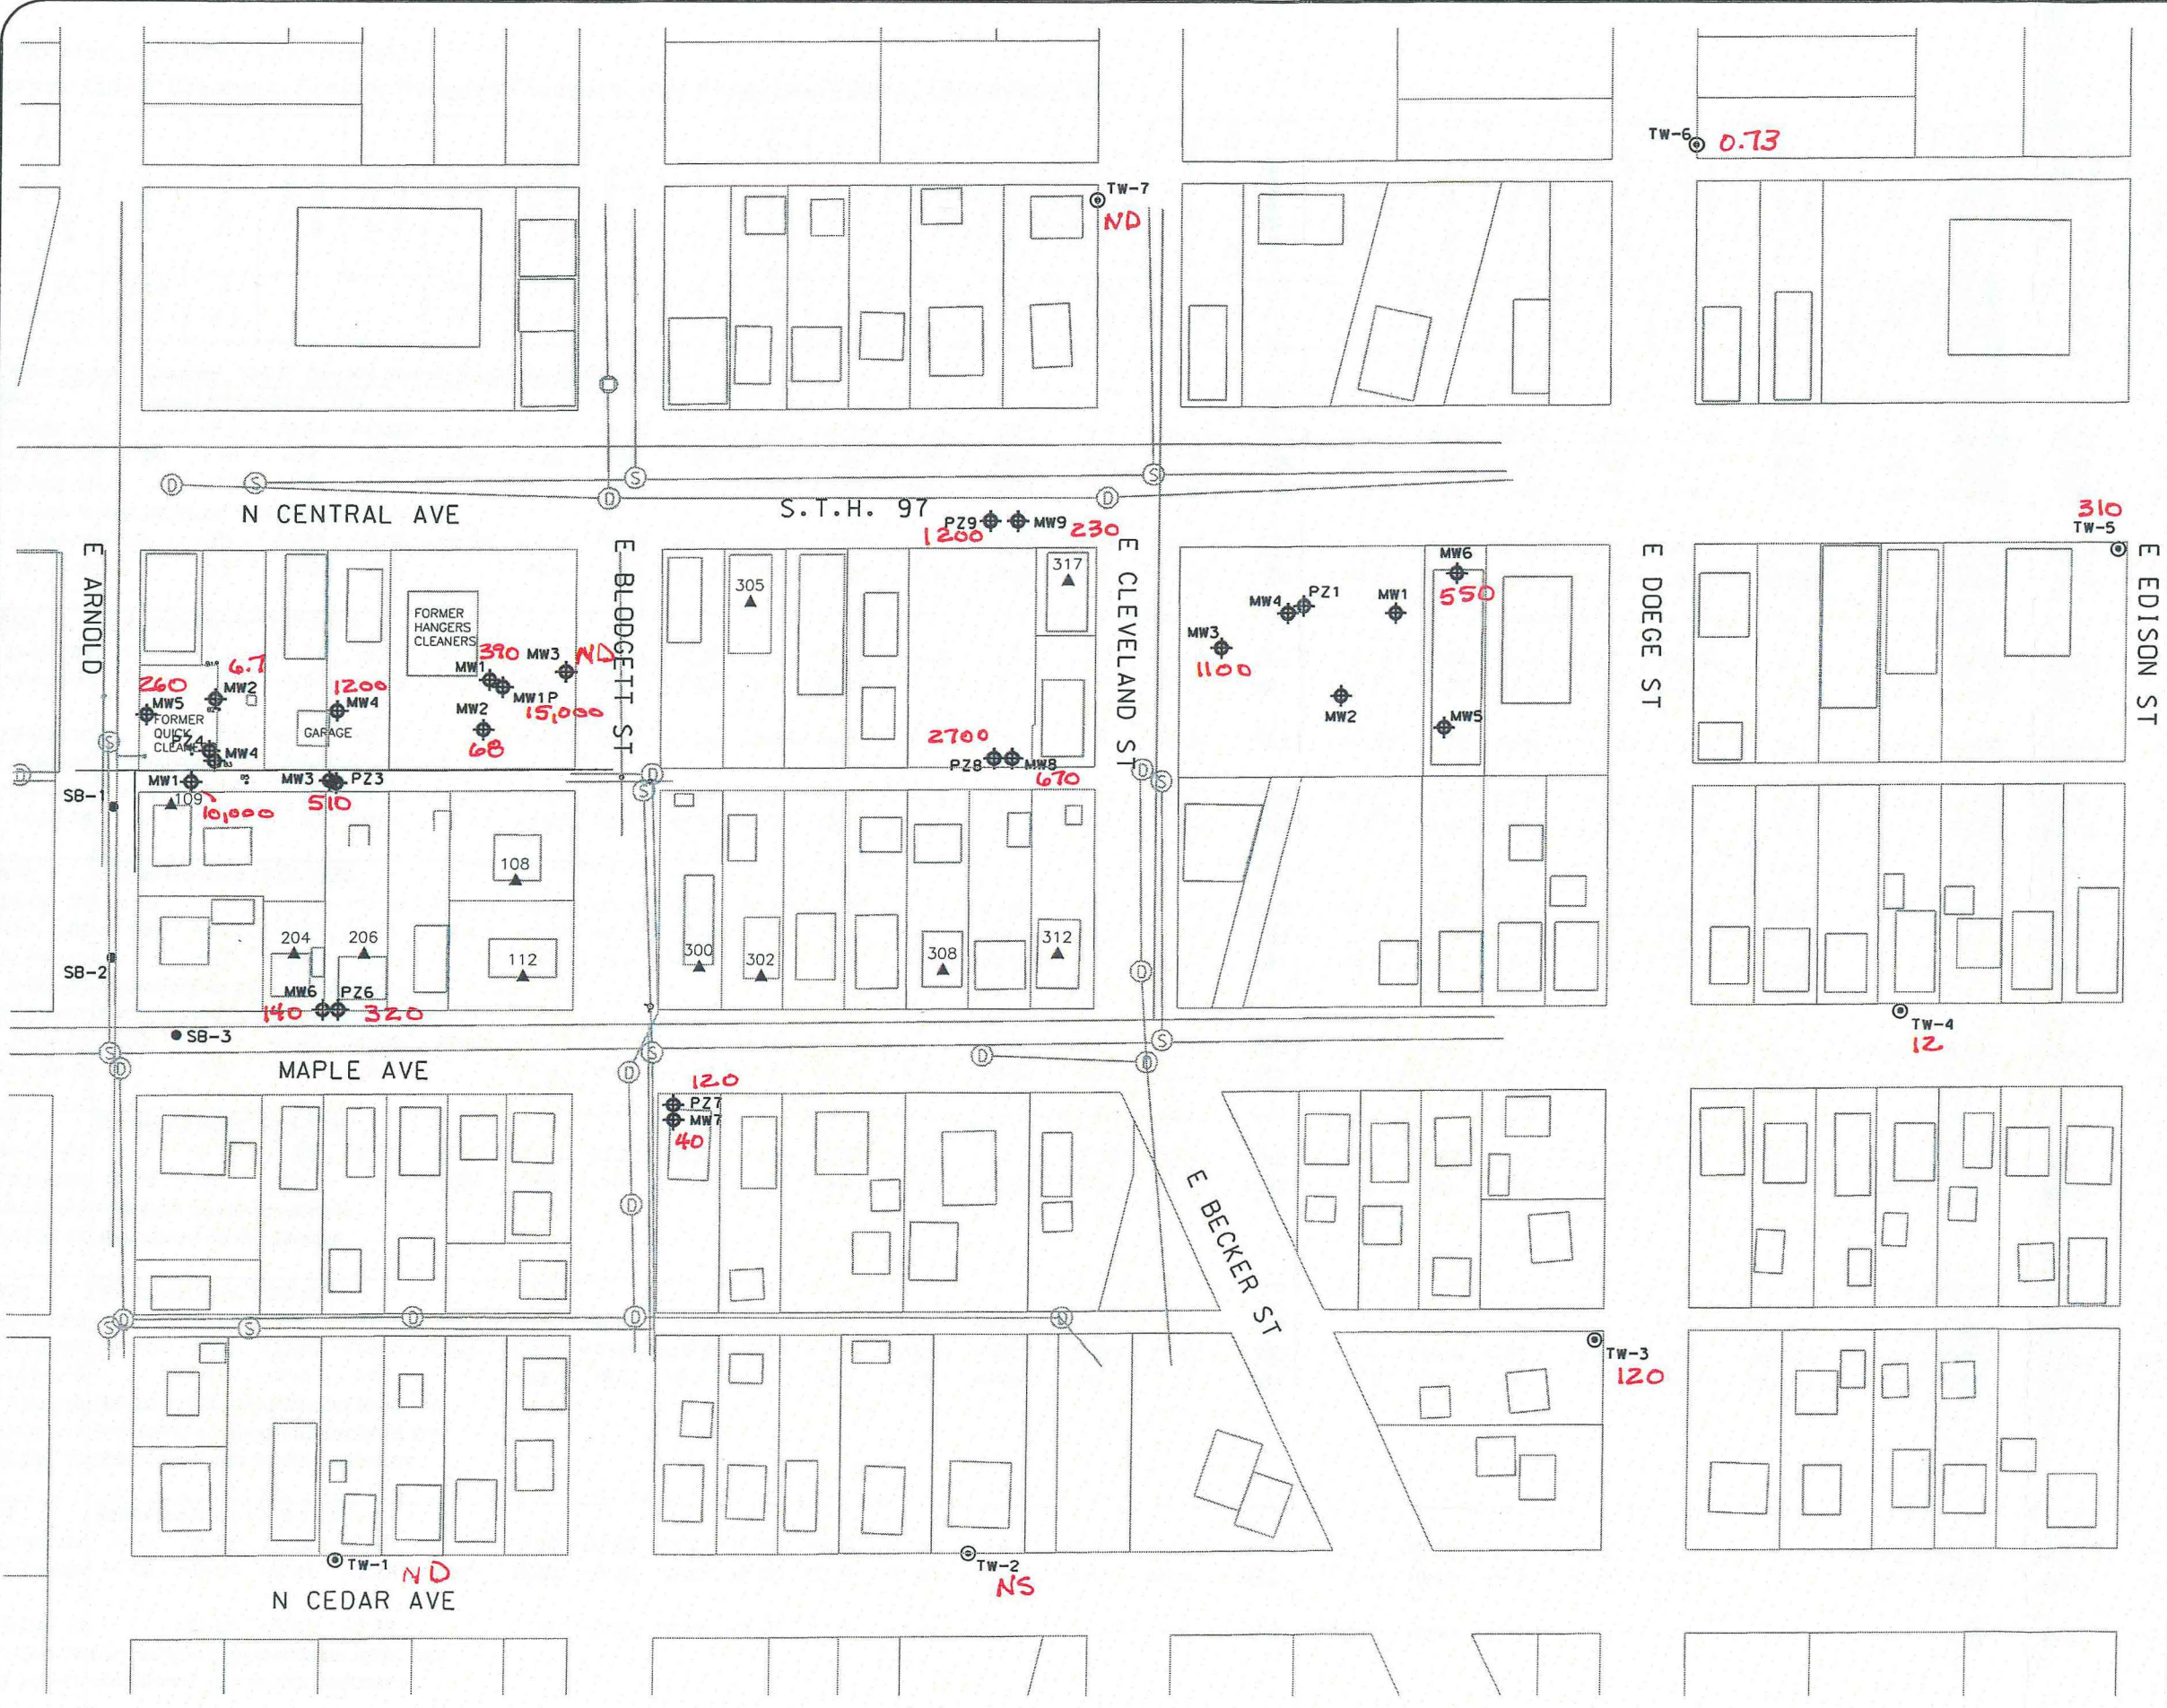 TW-6 0.73
TW-7
ND
D S S D S D
N CENTRAL AVE
S.T.H. 97
PZ9 MW9 230
1200
310
TW-5
E ARNOLD
E BLODGETT ST
E CLEVELAND ST
E DOEGE ST
E EDISON ST
305
317
FORMER
HANGERS
CLEANERS
MW6
550
MW4 PZ1
MW1
MW3
1100
MW2
MW5
390 MW3 ND
MW1
MW1P
15,000
MW2
68
6.7
260
MW2
MW5
1200
MW4
FORMER
QUICK
GARAGE
PZ4
MW4
2700
PZ8 MW8
670
S D D S D S
MW1
MW3 PZ3
510
SB-1
109
10,000
108
204
206
112
300
302
308
312
SB-2
MW6 PZ6
140 320
SB-3
D
TW-4
12
S D S D D D S
MAPLE AVE
120
PZ7
MW7
40
E BECKER ST
D
S D S D D D
TW-3
120
TW-1 ND
TW-2
NS
N CEDAR AVE